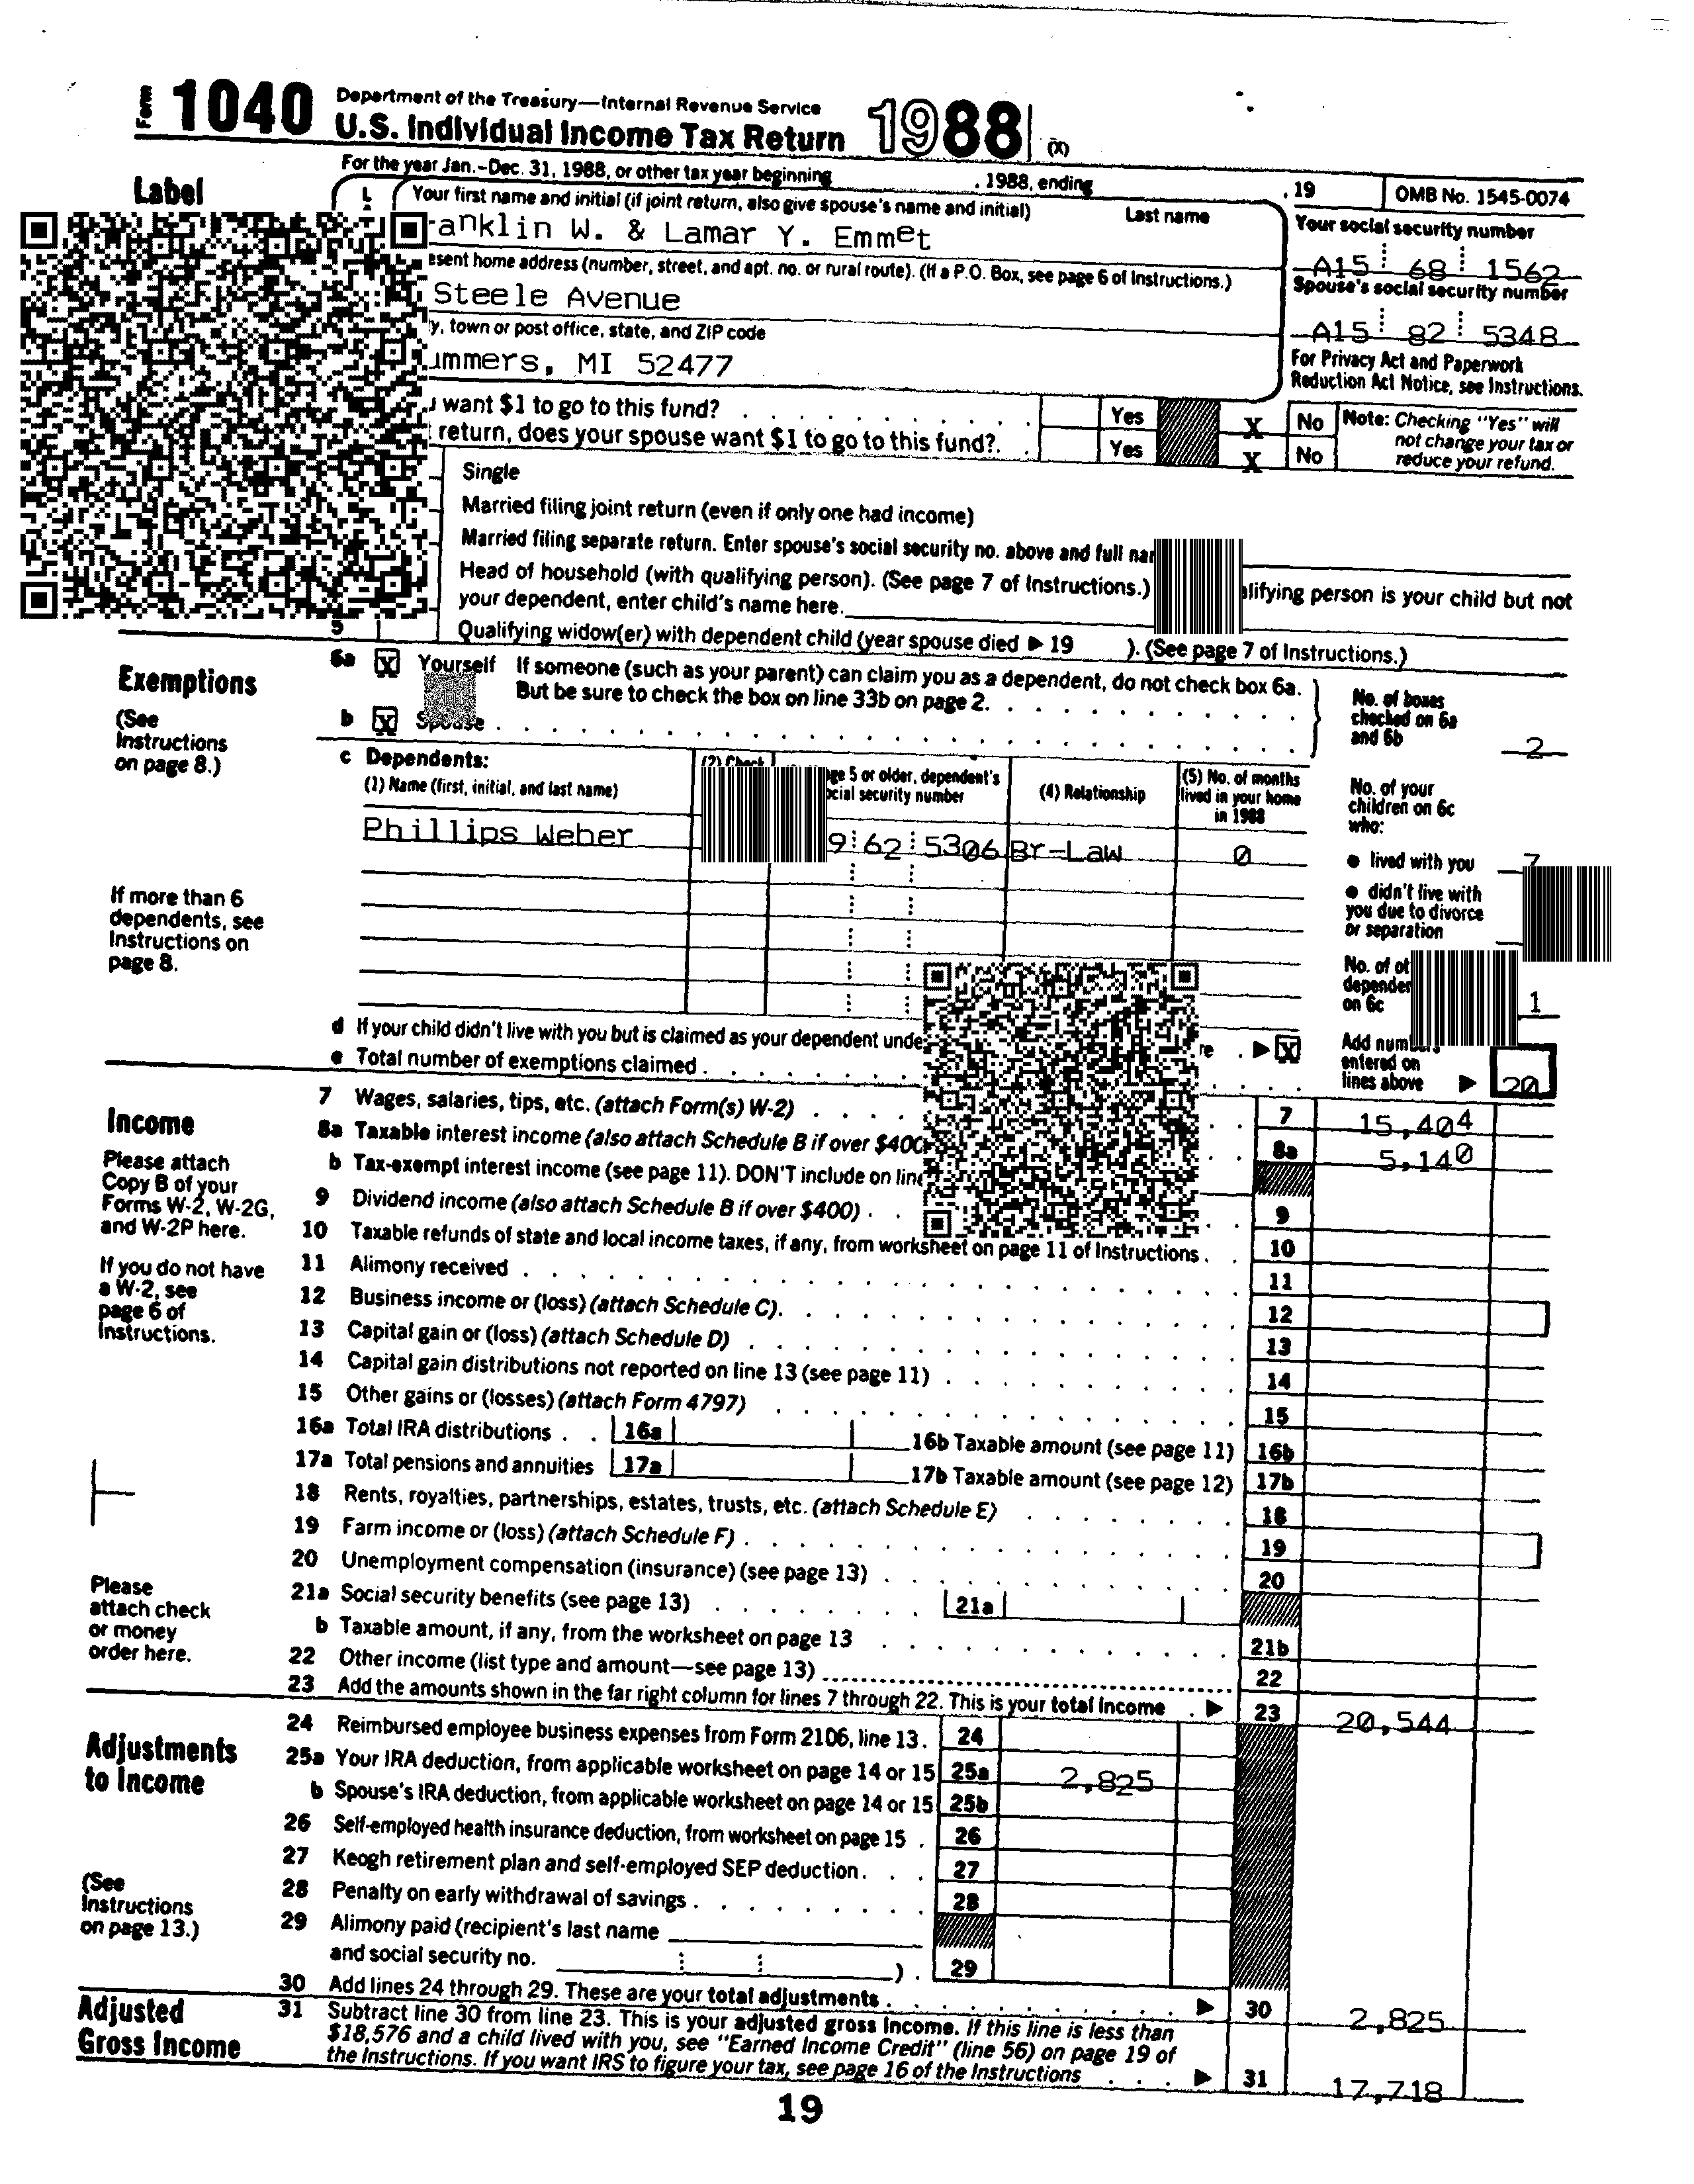 Form 1040 Department of the Treasury—Internal Revenue Service
U.S. Individual Income Tax Return 1988 (X)
For the year Jan.–Dec. 31, 1988, or other tax year beginning , 1988, ending , 19 OMB No. 1545-0074
Label
L
Your first name and initial (if joint return, also give spouse's name and initial) Last name
Your social security number
W. & Lamar Y. Emmet
A15 68 1562
home address (number, street, and apt. no. or rural route). (If a P.O. Box, see page 6 of Instructions.)
Spouse's social security number
Steele Avenue
A15 82 5348
town or post office, state, and ZIP code
For Privacy Act and Paperwork
Reduction Act Notice, see Instructions.
MI 52477
want $1 to go to this fund? Yes X No
return, does your spouse want $1 to go to this fund?. Yes X No
Note: Checking "Yes" will
not change your tax or
reduce your refund.
Single
Married filing joint return (even if only one had income)
Married filing separate return. Enter spouse's social security no. above and full
Head of household (with qualifying person). (See page 7 of Instructions.) person is your child but not
your dependent, enter child's name here.
5 Qualifying widow(er) with dependent child (year spouse died ▶ 19 ). (See page 7 of Instructions.)
Exemptions
(See
Instructions
on page 8.)
6a X Yourself If someone (such as your parent) can claim you as a dependent, do not check box 6a.
But be sure to check the box on line 33b on page 2.
b X Spouse
No. of boxes
checked on 6a
and 6b 2
c Dependents:
(1) Name (first, initial, and last name)
(2) Check
5 or older, dependent's
security number
(4) Relationship
(5) No. of months
lived in your home
in 1988
No. of your
children on 6c
who:
Phillips Weber 62 5306 Br-Law 0
● lived with you 7
● didn't live with
you due to divorce
or separation
If more than 6
dependents, see
Instructions on
page 8.
No. of
on 6c 1
d If your child didn't live with you but is claimed as your dependent ▶ X
e Total number of exemptions claimed
Add
entered on
lines above ▶ 20
Income
Please attach
Copy B of your
Forms W-2, W-2G,
and W-2P here.
If you do not have
a W-2, see
page 6 of
Instructions.
7 Wages, salaries, tips, etc. (attach Form(s) W-2) 7 15,404
8a Taxable interest income (also attach Schedule B if over $400 8a 5,140
b Tax-exempt interest income (see page 11). DON'T include on
9 Dividend income (also attach Schedule B if over $400) 9
10 Taxable refunds of state and local income taxes, if any, from worksheet on page 11 of Instructions 10
11 Alimony received 11
12 Business income or (loss) (attach Schedule C). 12
13 Capital gain or (loss) (attach Schedule D) 13
14 Capital gain distributions not reported on line 13 (see page 11) 14
15 Other gains or (losses) (attach Form 4797) 15
16a Total IRA distributions 16a 16b Taxable amount (see page 11) 16b
17a Total pensions and annuities 17a 17b Taxable amount (see page 12) 17b
18 Rents, royalties, partnerships, estates, trusts, etc. (attach Schedule E) 18
19 Farm income or (loss) (attach Schedule F) 19
20 Unemployment compensation (insurance) (see page 13) 20
21a Social security benefits (see page 13) 21a
b Taxable amount, if any, from the worksheet on page 13 21b
22 Other income (list type and amount—see page 13) 22
23 Add the amounts shown in the far right column for lines 7 through 22. This is your total income ▶ 23 20,544
Please
attach check
or money
order here.
Adjustments
to Income
(See
Instructions
on page 13.)
24 Reimbursed employee business expenses from Form 2106, line 13. 24
25a Your IRA deduction, from applicable worksheet on page 14 or 15 25a 2,825
b Spouse's IRA deduction, from applicable worksheet on page 14 or 15 25b
26 Self-employed health insurance deduction, from worksheet on page 15 26
27 Keogh retirement plan and self-employed SEP deduction 27
28 Penalty on early withdrawal of savings 28
29 Alimony paid (recipient's last name
and social security no. ). 29
30 Add lines 24 through 29. These are your total adjustments ▶ 30 2,825
Adjusted
Gross Income
31 Subtract line 30 from line 23. This is your adjusted gross income. If this line is less than
$18,576 and a child lived with you, see "Earned Income Credit" (line 56) on page 19 of
the Instructions. If you want IRS to figure your tax, see page 16 of the Instructions ▶ 31 17,718
19